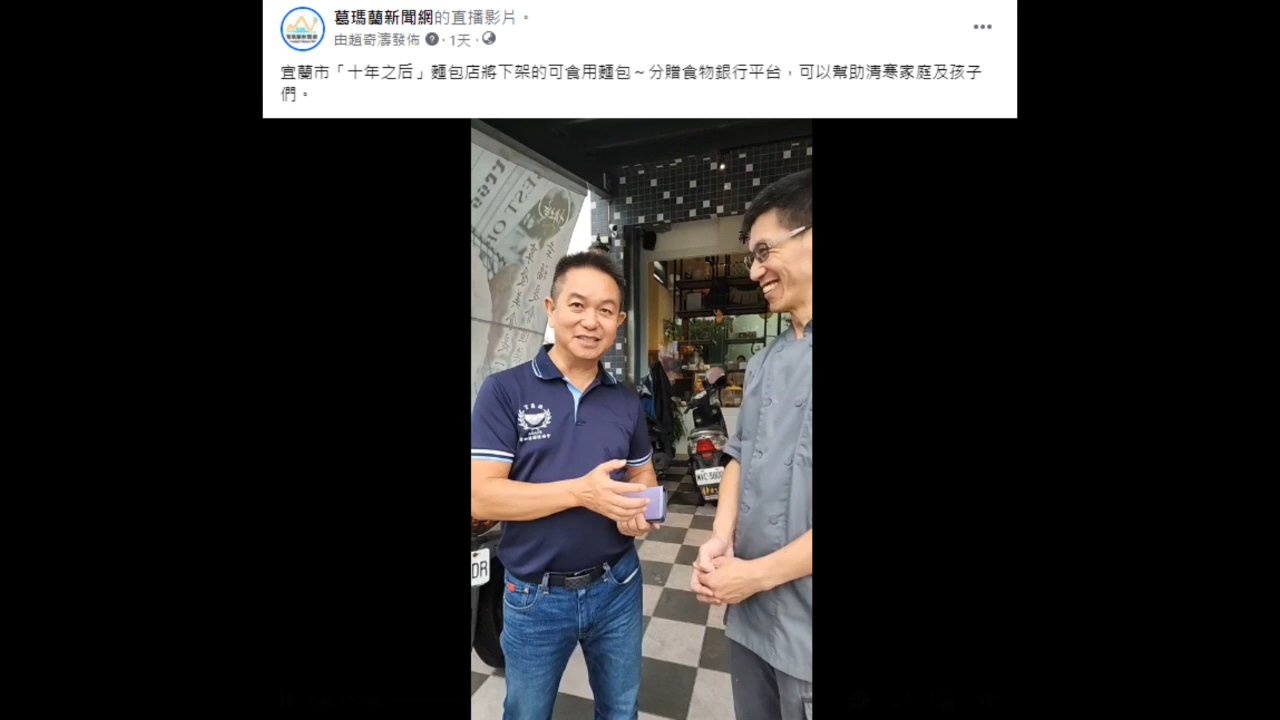 葛瑪蘭新聞網的直播影片。
由趙奇濤發佈 · 1天 ·
宜蘭市「十年之后」麵包店將下架的可食用麵包～分贈食物銀行平台，可以幫助清寒家庭及孩子
們。
EST OF
DR